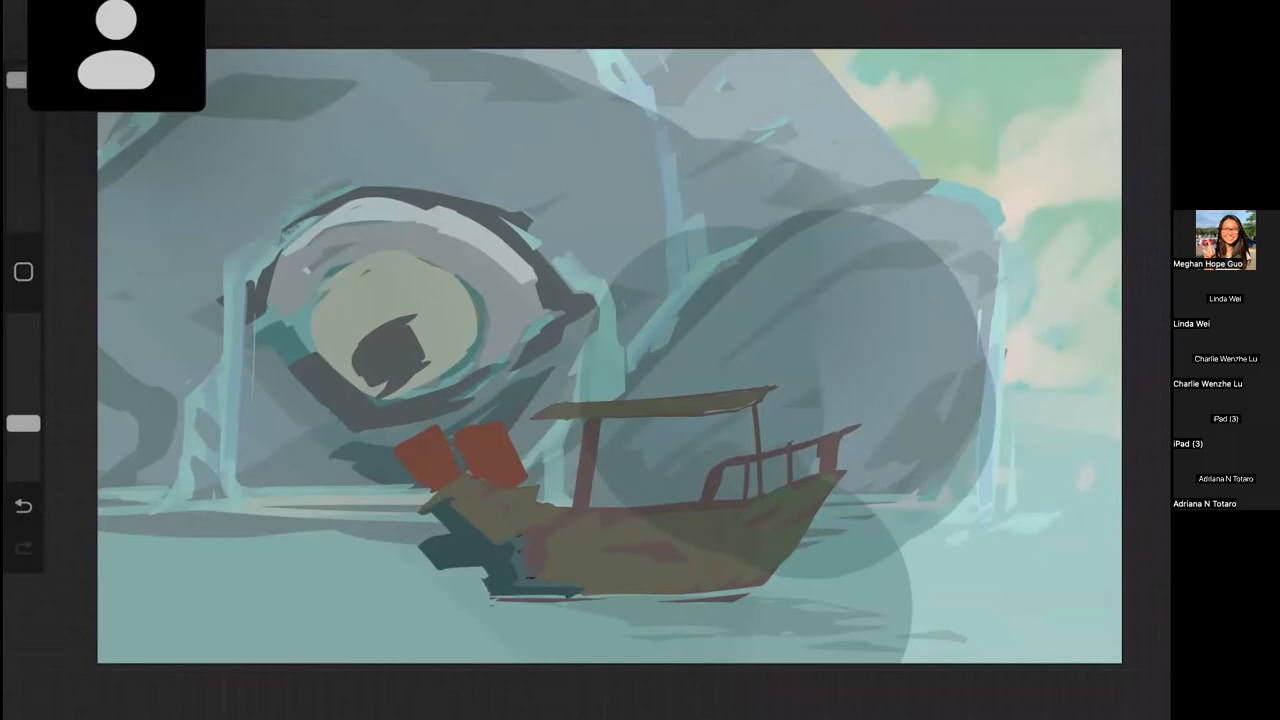 Meghan Hope Guo
Linda Wei
Linda Wei
Charlie Wenzhe Lu
Charlie Wenzhe Lu
iPad (3)
iPad (3)
Adriana N Totaro
Adriana N Totaro